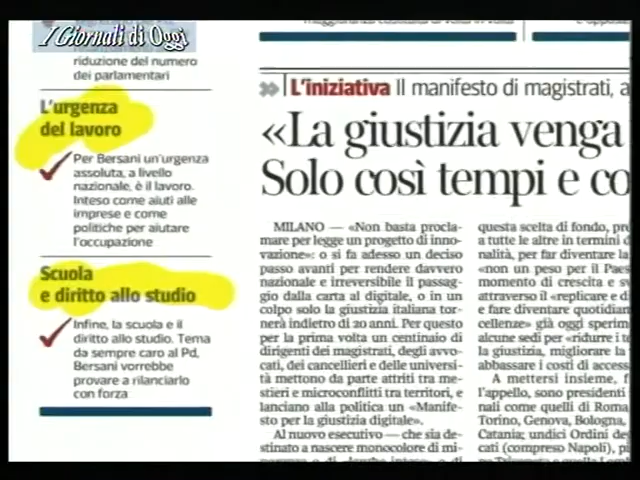 I Giornali di Oggi
riduzione del numero
dei parlamentari
L'urgenza
del lavoro
Per Bersani un'urgenza
assoluta, a livello
nazionale, è il lavoro.
Inteso come aiuti alle
imprese e come
politiche per aiutare
l'occupazione
Scuola
e diritto allo studio
Infine, la scuola e il
diritto allo studio. Tema
da sempre caro al Pd,
Bersani vorrebbe
provare a rilanciarlo
con forza
L'iniziativa Il manifesto di magistrati, a
«La giustizia venga
Solo così tempi e co
MILANO — «Non basta procla-
mare per legge un progetto di inno-
vazione»: o si fa adesso un deciso
passo avanti per rendere davvero
nazionale e irreversibile il passag-
gio dalla carta al digitale, o in un
colpo solo la giustizia italiana tor-
nerà indietro di 20 anni. Per questo
per la prima volta un centinaio di
dirigenti dei magistrati, degli avvo-
cati, dei cancellieri e delle universi-
tà mettono da parte attriti tra me-
stieri e microconflitti tra territori, e
lanciano alla politica un «Manife-
sto per la giustizia digitale».
Al nuovo esecutivo — che sia de-
stinato a nascere monocolore di mi-
questa scelta di fondo, pre
a tutte le altre in termini d
nalità, per far diventare la
«non un peso per il Paes
momento di crescita e sv
attraverso il «replicare e di
e fare diventare quotidian
cellenze» già oggi sperim
alcune sedi per «ridurre i te
la giustizia, migliorare la
abbassare i costi di access
A mettersi insieme, f
l'appello, sono presidenti
nali come quelli di Roma
Torino, Genova, Bologna,
Catania; undici Ordini de
cati (compreso Napoli), p